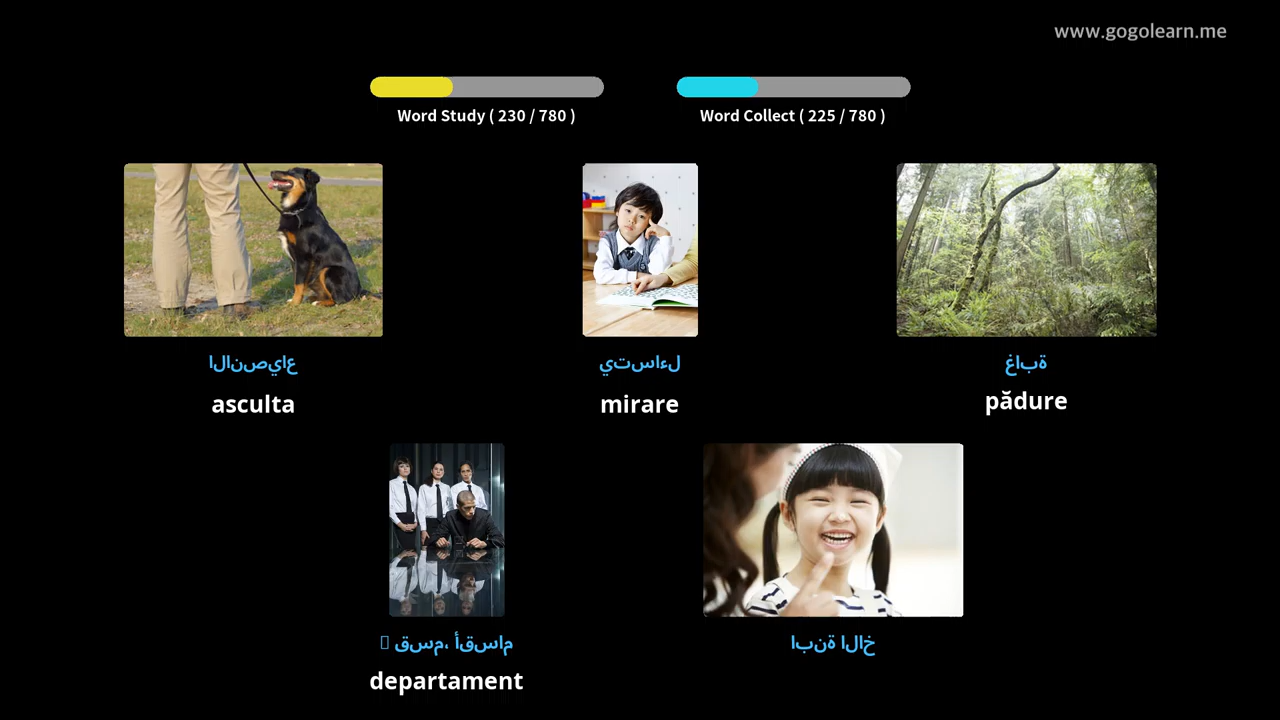 www.gogolearn.me
Word Study ( 230 / 780 )
Word Collect ( 225 / 780 )
الانصياع
asculta
يتساءل
mirare
غابة
pădure
قسم، أقسام
departament
ابنة الاخ